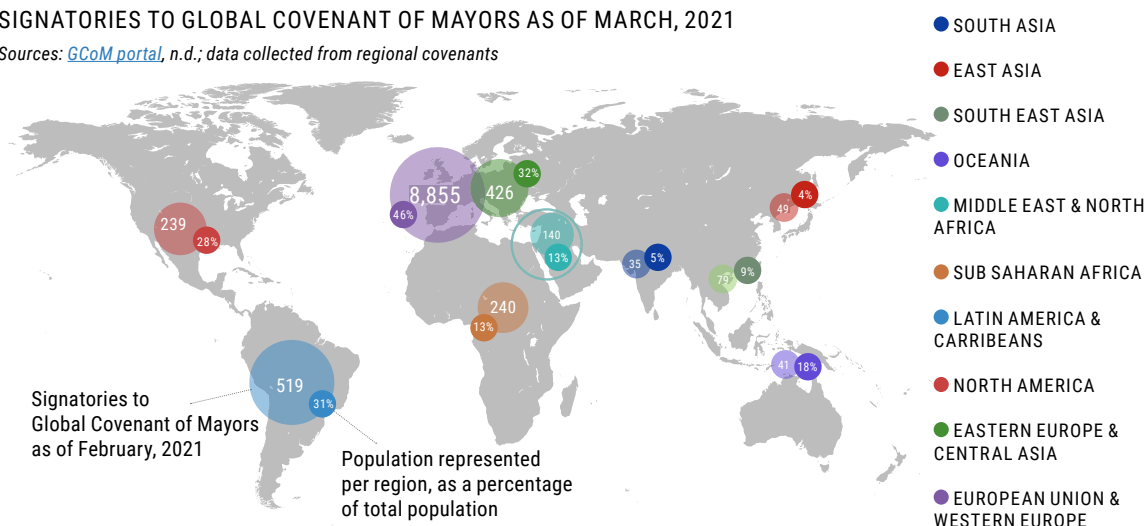 SIGNATORIES TO GLOBAL COVENANT OF MAYORS AS OF MARCH, 2021
Sources: GCoM portal, n.d.; data collected from regional covenants
8,855
46%
426
32%
239
28%
140
13%
49
4%
35
5%
79
9%
240
13%
41
18%
519
31%
Signatories to
Global Covenant of Mayors
as of February, 2021
Population represented
per region, as a percentage
of total population
SOUTH ASIA
EAST ASIA
SOUTH EAST ASIA
OCEANIA
MIDDLE EAST & NORTH
AFRICA
SUB SAHARAN AFRICA
LATIN AMERICA &
CARRIBEANS
NORTH AMERICA
EASTERN EUROPE &
CENTRAL ASIA
EUROPEAN UNION &
WESTERN EUROPE